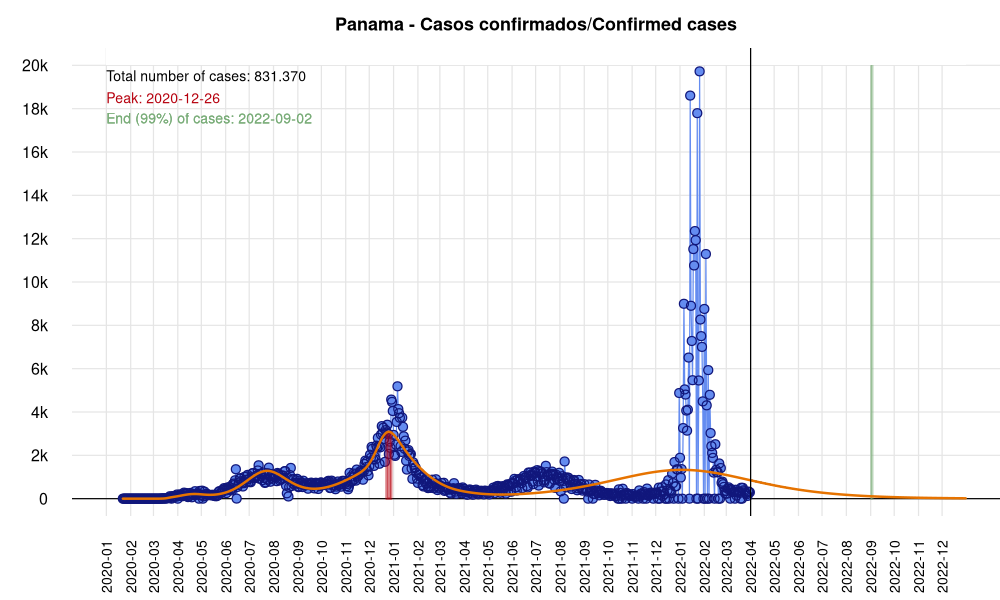 Panama - Casos confirmados/Confirmed cases
20k
Total number of cases: 831.370
Peak: 2020-12-26
18k
End (99%) of cases: 2022-09-02
16k
14k
12k
10k
8k
6k
4k
2k
0
2020-01
2020-02
2020-03
2020-04
2020-05
2020-06
2020-07
2020-08
2020-09
2020-10
2020-11
2020-12
2021-01
2021-02
2021-03
2021-04
2021-05
2021-06
2021-07
2021-08
2021-09
2021-10
2021-11
2021-12
2022-01
2022-02
2022-03
2022-04
2022-05
2022-06
2022-07
2022-08
2022-09
2022-10
2022-11
2022-12